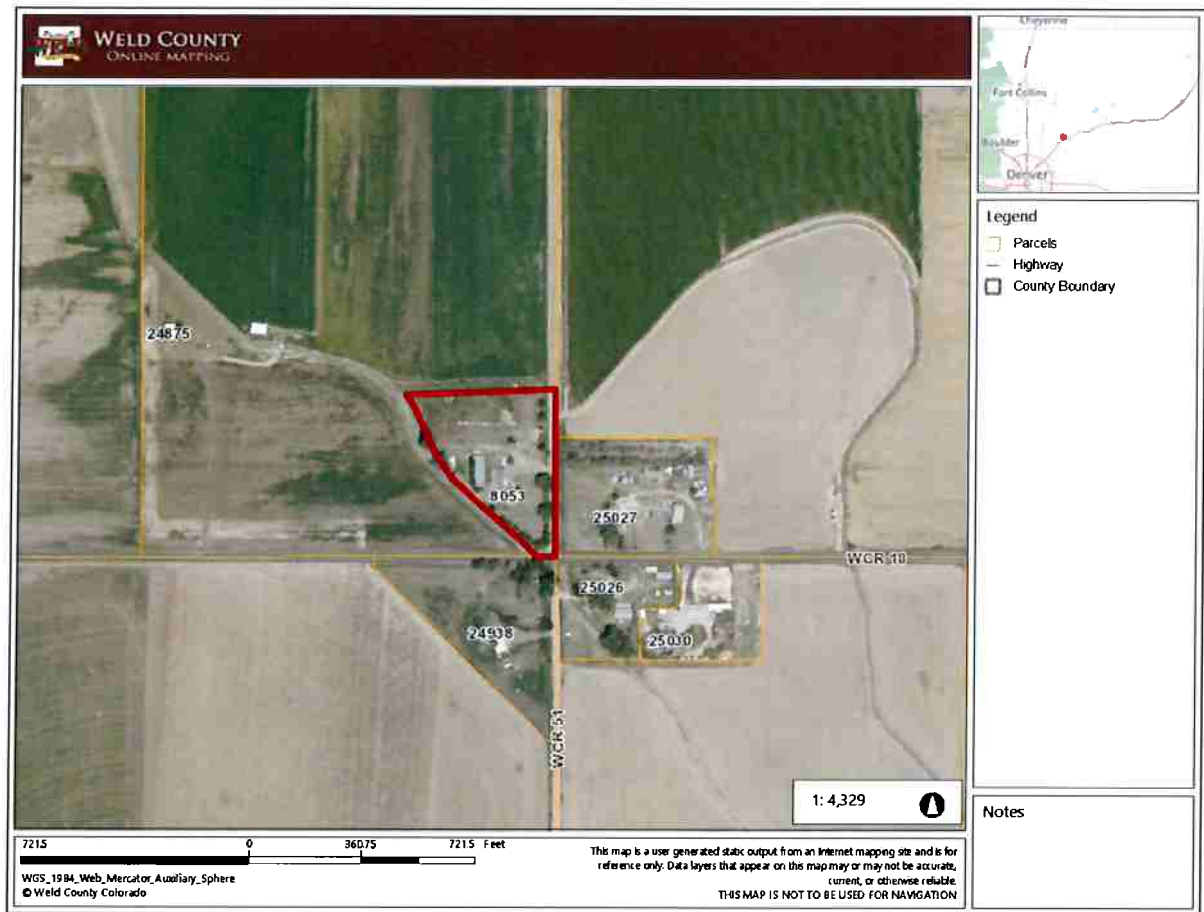 WELD COUNTY
ONLINE MAPPING
Cheyenne
Fort Collins
Boulder
Denver
Legend
Parcels
Highway
County Boundary
24875
8053
25027
WCR 18
25026
24938
25030
WCR 51
1: 4,329
Notes
721.5 0 360.75 721.5 Feet
WGS_1984_Web_Mercator_Auxiliary_Sphere
© Weld County Colorado
This map is a user generated static output from an Internet mapping site and is for
reference only. Data layers that appear on this map may or may not be accurate,
current, or otherwise reliable.
THIS MAP IS NOT TO BE USED FOR NAVIGATION